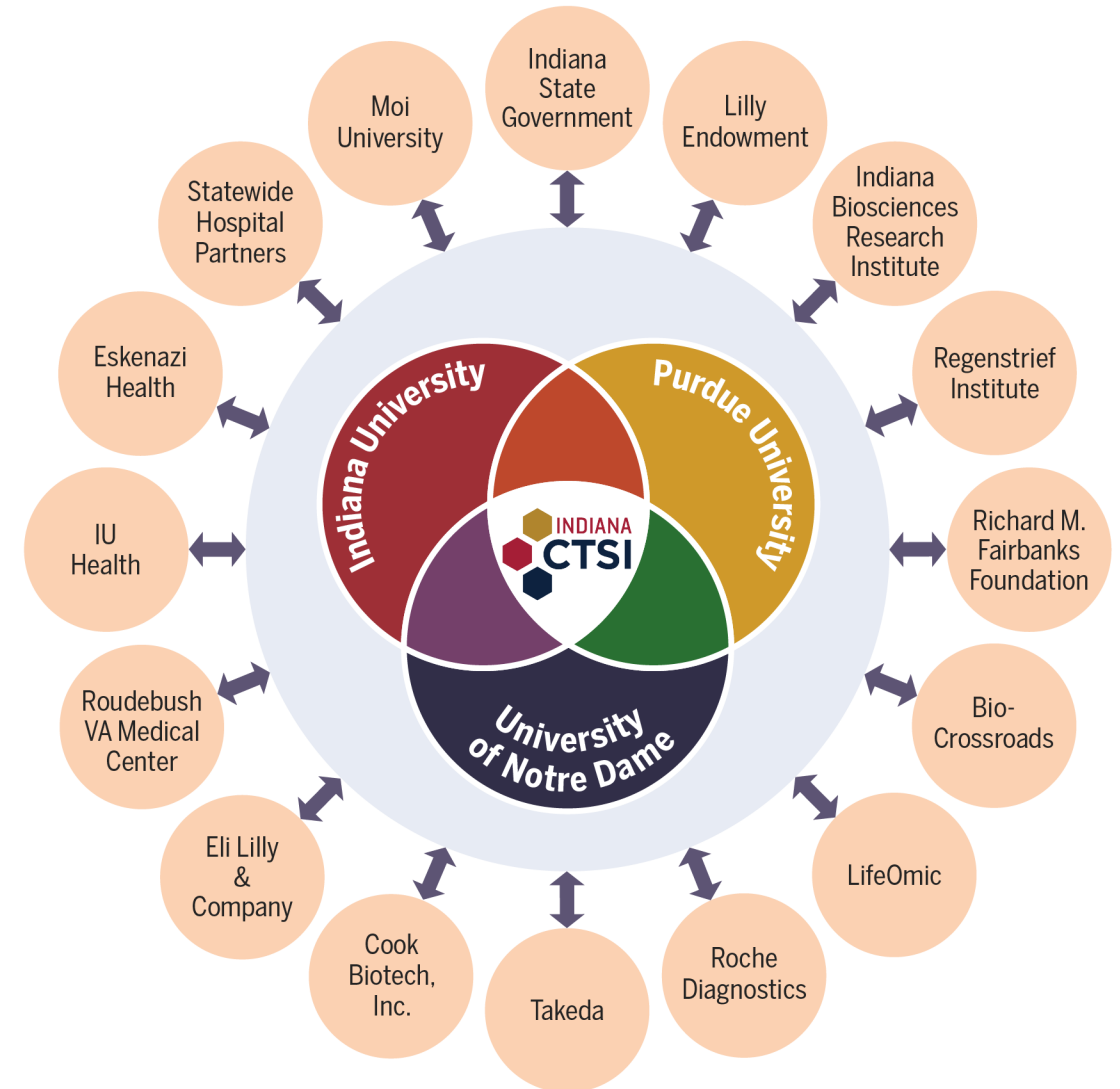 Indiana
State
Government
Lilly
Endowment
Indiana
Biosciences
Research
Institute
Regenstrief
Institute
Richard M.
Fairbanks
Foundation
Bio-
Crossroads
LifeOmic
Roche
Diagnostics
Takeda
Cook
Biotech,
Inc.
Eli Lilly
&
Company
Roudebush
VA Medical
Center
IU
Health
Eskenazi
Health
Statewide
Hospital
Partners
Moi
University
Indiana University
Purdue University
INDIANA
CTSI
University
of Notre Dame